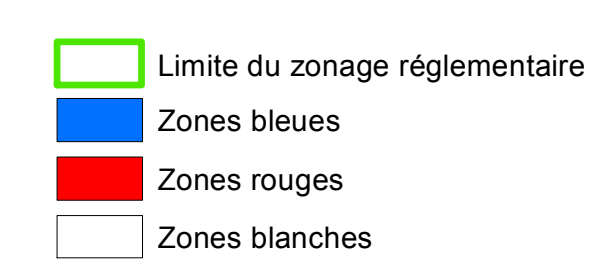 Limite du zonage réglementaire
Zones bleues
Zones rouges
Zones blanches